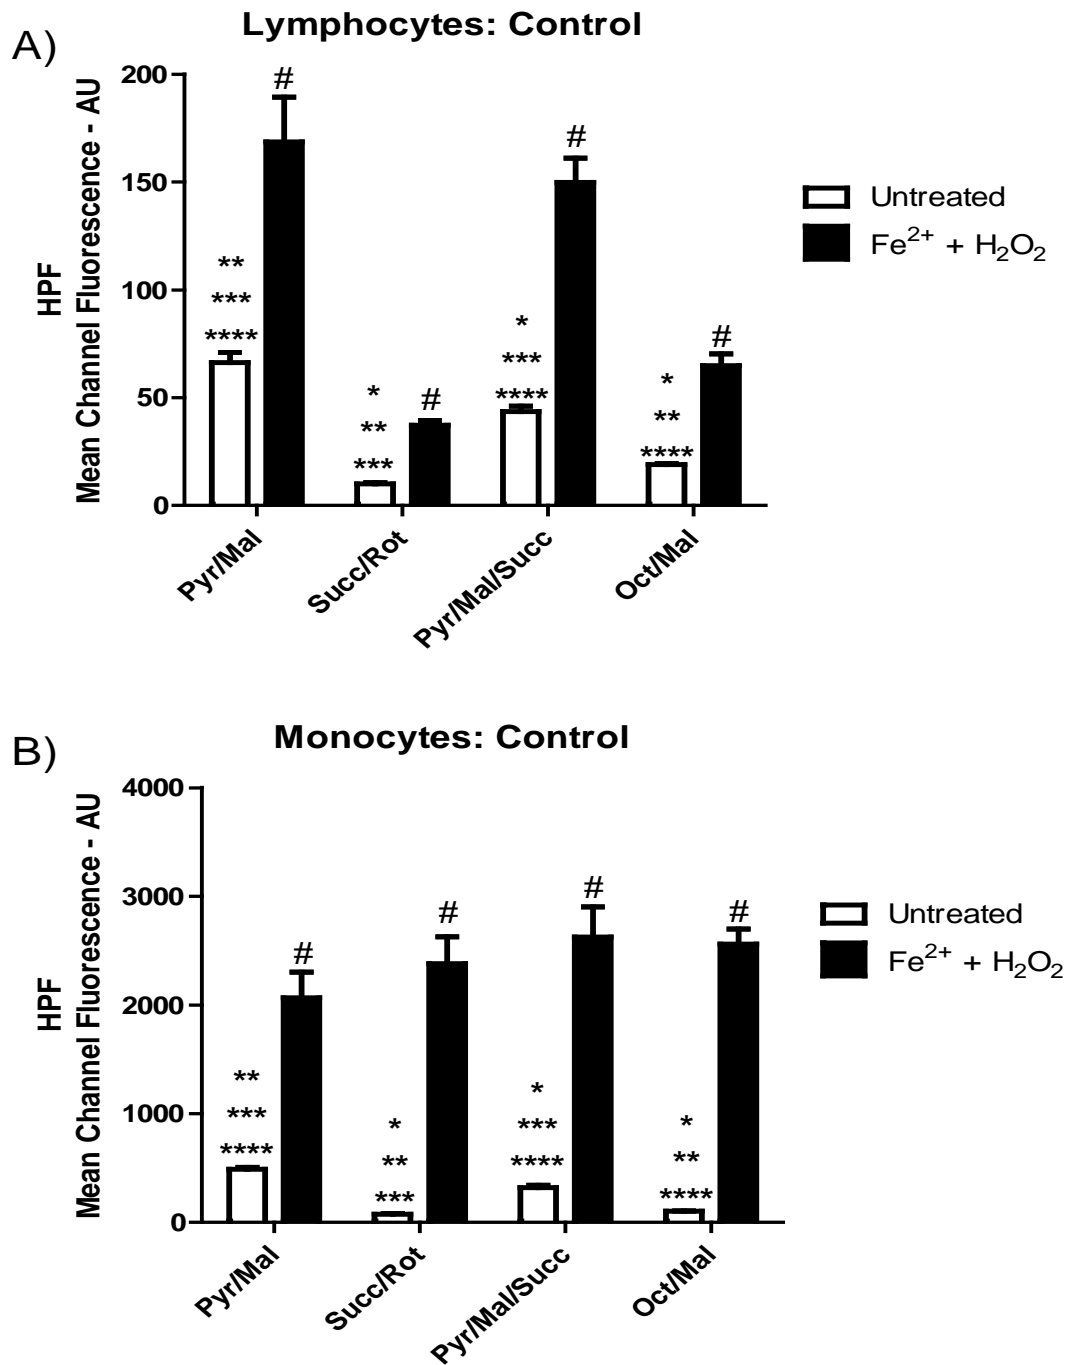 A)
Lymphocytes: Control
HPF
Mean Channel Fluorescence - AU
200
150
100
50
0
**
***
****
#
*
**
***
#
*
***
****
#
*
**
****
#
Pyr/Mal
Succ/Rot
Pyr/Mal/Succ
Oct/Mal
Untreated
Fe²⁺ + H₂O₂
B)
Monocytes: Control
HPF
Mean Channel Fluorescence - AU
4000
3000
2000
1000
0
**
***
****
#
*
**
***
#
*
***
****
#
*
**
****
#
Pyr/Mal
Succ/Rot
Pyr/Mal/Succ
Oct/Mal
Untreated
Fe²⁺ + H₂O₂